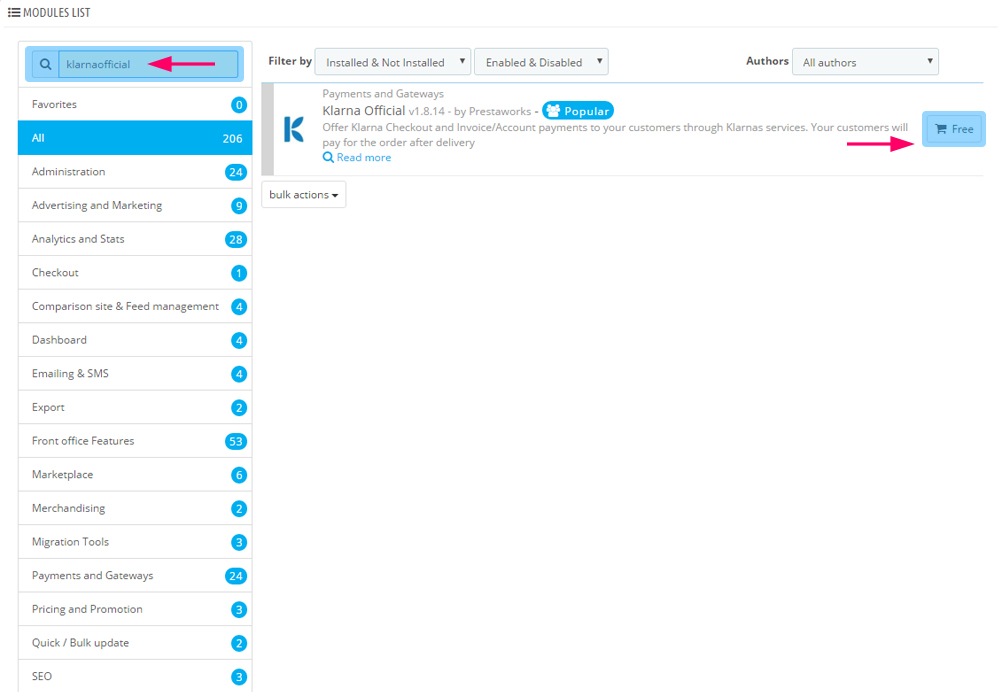 MODULES LIST
klarnaofficial
Favorites 0
All 206
Administration 24
Advertising and Marketing 9
Analytics and Stats 28
Checkout 1
Comparison site & Feed management 4
Dashboard 4
Emailing & SMS 4
Export 2
Front office Features 53
Marketplace 6
Merchandising 2
Migration Tools 3
Payments and Gateways 24
Pricing and Promotion 3
Quick / Bulk update 2
SEO 3
Filter by Installed & Not Installed Enabled & Disabled Authors All authors
Payments and Gateways
Klarna Official v1.8.14 - by Prestaworks - Popular
Offer Klarna Checkout and Invoice/Account payments to your customers through Klarnas services. Your customers will
pay for the order after delivery
Read more
Free
bulk actions